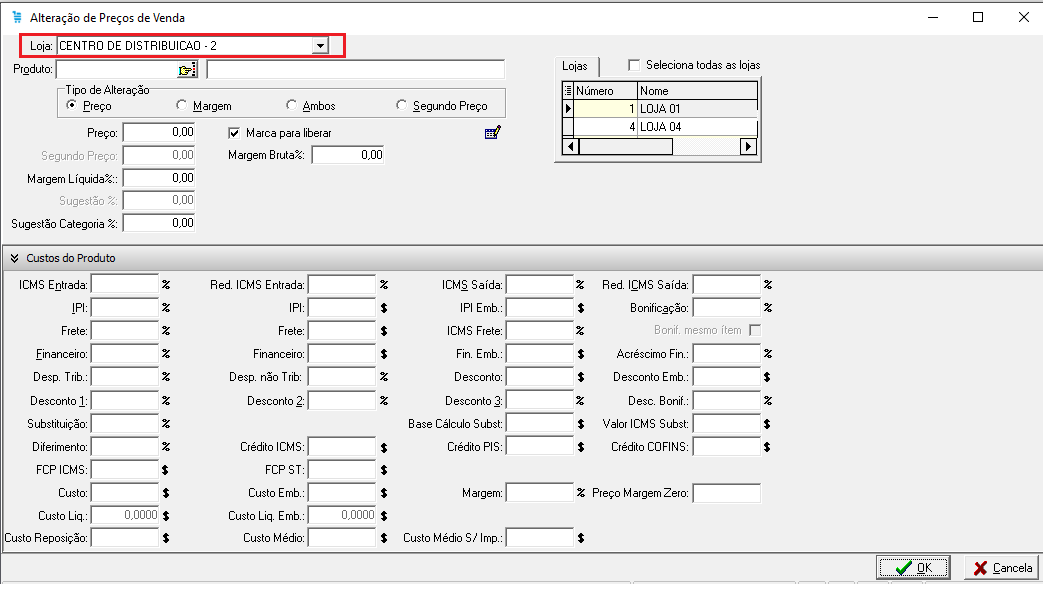 Alteração de Preços de Venda
Loja: CENTRO DE DISTRIBUICAO - 2
Produto:
Tipo de Alteração
Preço Margem Ambos Segundo Preço
Preço: 0,00 Marca para liberar
Segundo Preço: 0,00 Margem Bruta%: 0,00
Margem Líquida%: 0,00
Sugestão %: 0,00
Sugestão Categoria %: 0,00
Lojas Seleciona todas as lojas
Número Nome
1 LOJA 01
4 LOJA 04
Custos do Produto
ICMS Entrada: % Red. ICMS Entrada: % ICMS Saída: % Red. ICMS Saída: %
IPI: % IPI: $ IPI Emb.: $ Bonificação: %
Frete: % Frete: $ ICMS Frete: % Bonif. mesmo ítem
Financeiro: % Financeiro: $ Fin. Emb.: $ Acréscimo Fin.: %
Desp. Trib.: % Desp. não Trib: % Desconto: $ Desconto Emb.: $
Desconto 1: % Desconto 2: % Desconto 3: % Desc. Bonif.: %
Substituição: % Base Cálculo Subst: $ Valor ICMS Subst: $
Diferimento: % Crédito ICMS: $ Crédito PIS: $ Crédito COFINS: $
FCP ICMS: $ FCP ST: $
Custo: $ Custo Emb.: $ Margem: % Preço Margem Zero:
Custo Liq.: 0,0000 $ Custo Liq. Emb.: 0,0000 $
Custo Reposição: $ Custo Médio: $ Custo Médio S/ Imp.: $
OK Cancela